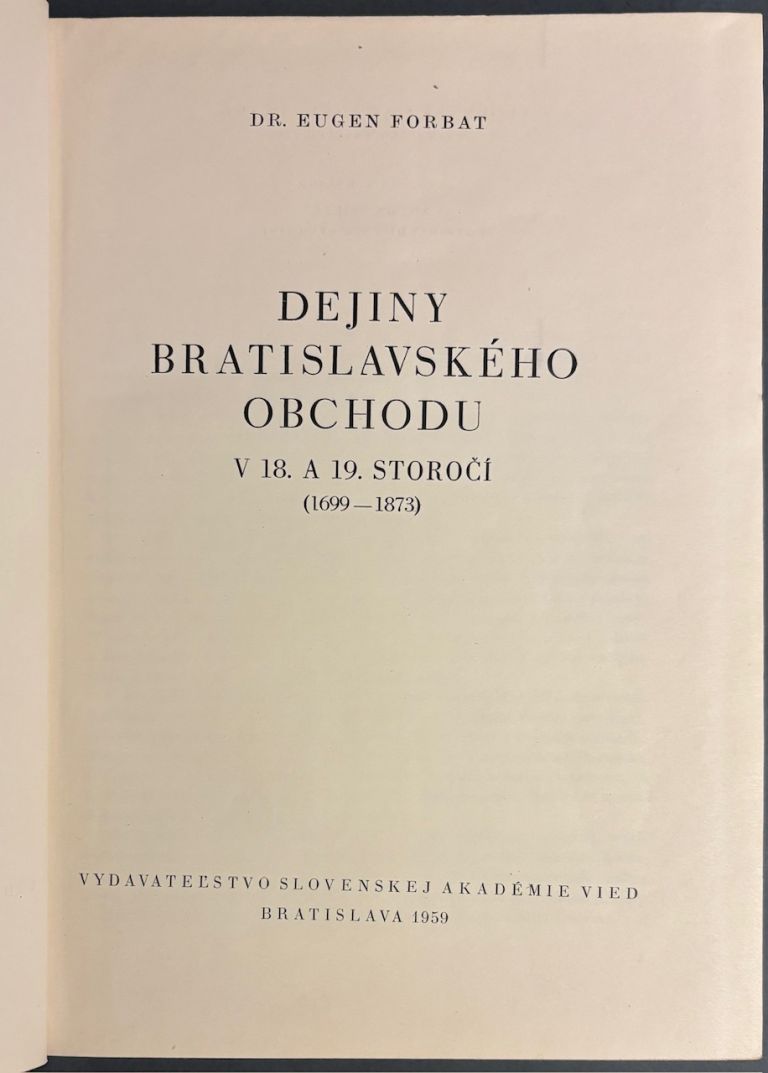 DR. EUGEN FORBAT
DEJINY
BRATISLAVSKÉHO
OBCHODU
V 18. A 19. STOROČÍ
(1699—1873)
VYDAVATEĽSTVO SLOVENSKEJ AKADÉMIE VIED
BRATISLAVA 1959